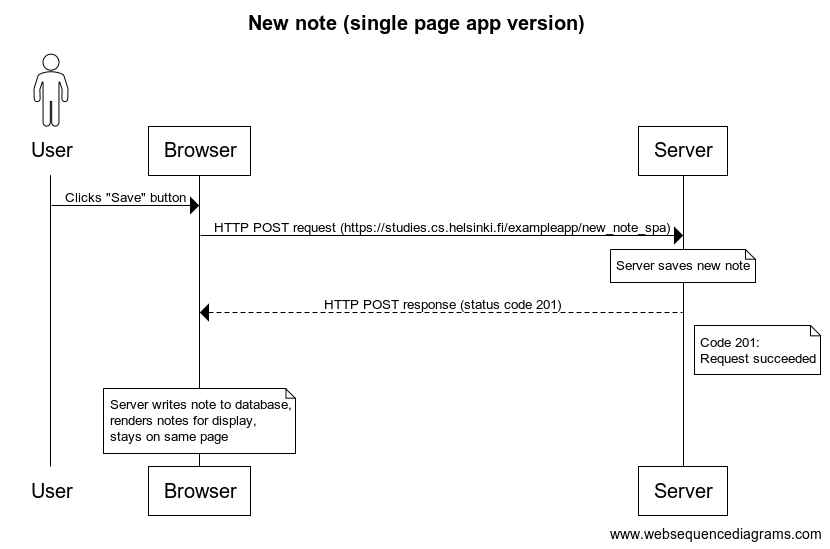 New note (single page app version)
User
Browser
Server
Clicks "Save" button
HTTP POST request (https://studies.cs.helsinki.fi/exampleapp/new_note_spa)
Server saves new note
HTTP POST response (status code 201)
Code 201:
Request succeeded
Server writes note to database,
renders notes for display,
stays on same page
User
Browser
Server
www.websequencediagrams.com